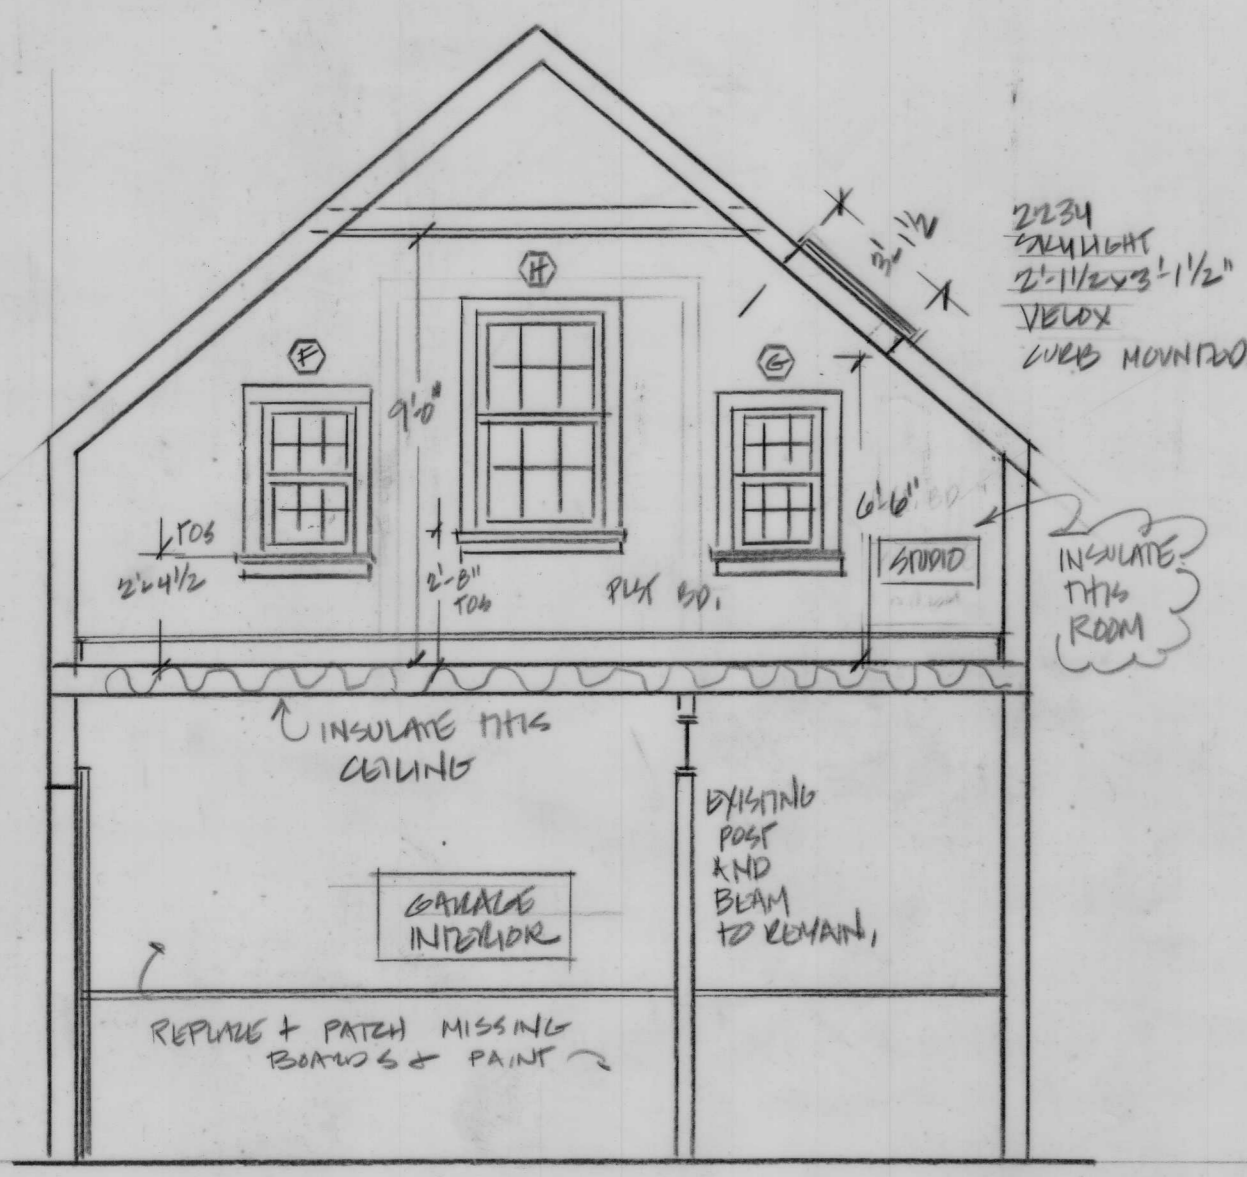 H
F
G
3'-1 1/2
2234
SKYLIGHT
2'-1 1/2 x 3'-1 1/2"
VELUX
CURB MOUNTED
9'-0"
6'-6"
TOS
2'-4 1/2
2'-8"
TOS
PLST BD.
STUDIO
INSULATE
THIS
ROOM
INSULATE THIS
CEILING
EXISTING
POST
AND
BEAM
TO REMAIN.
GARAGE
INTERIOR
REPLACE + PATCH MISSING
BOARDS + PAINT